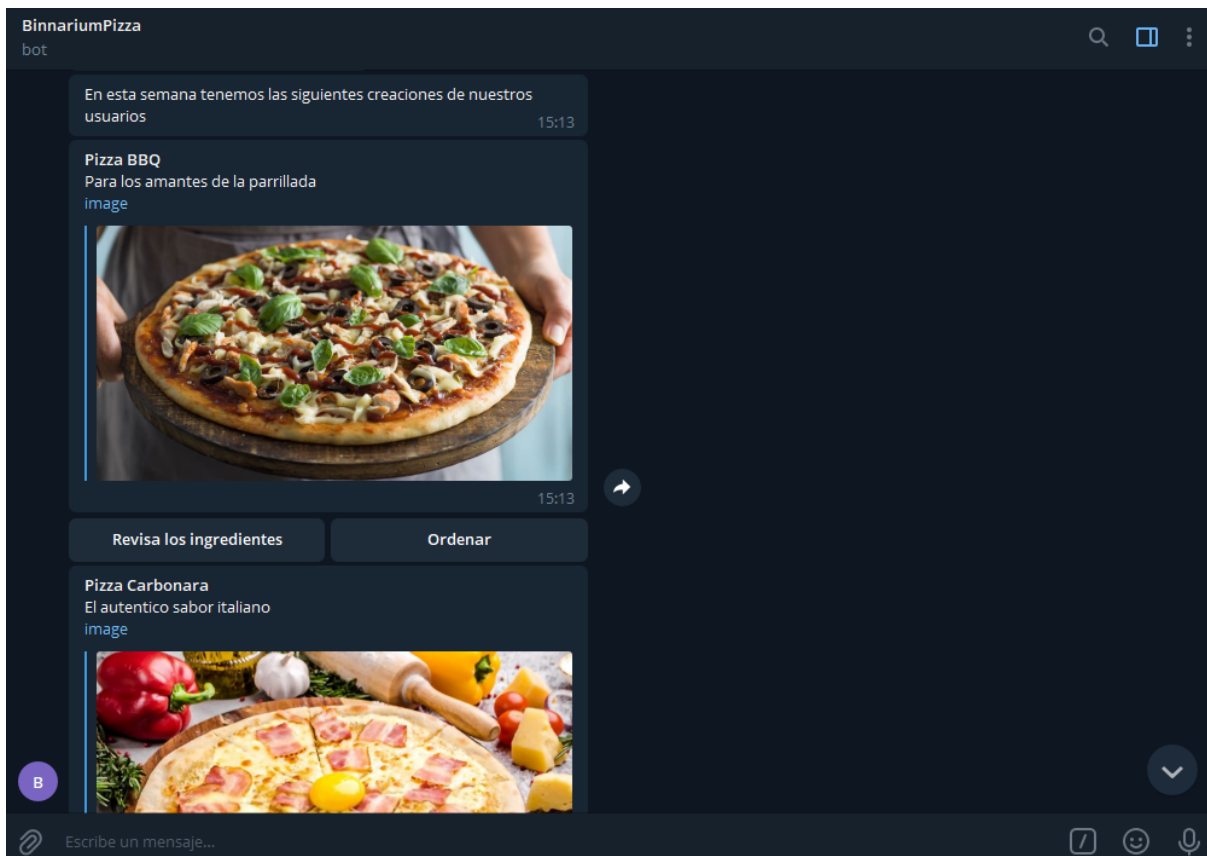 BinnariumPizza
bot
En esta semana tenemos las siguientes creaciones de nuestros
usuarios
15:13
Pizza BBQ
Para los amantes de la parrillada
image
15:13
Revisa los ingredientes
Ordenar
Pizza Carbonara
El autentico sabor italiano
image
B
Escribe un mensaje...